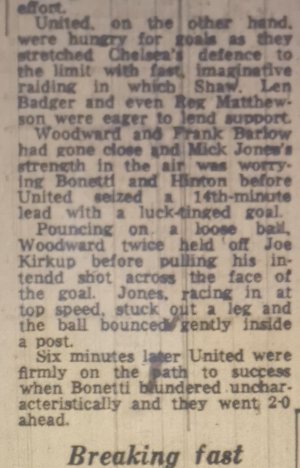 effort.
United, on the other hand,
were hungry for goals as they
stretched Chelsea's defence to
the limit with fast, imaginative
raiding in which Shaw, Len
Badger and even Reg Matthew-
son were eager to lend support.
Woodward and Frank Barlow
had gone close and Mick Jones's
strength in the air was worry-
ing Bonetti and Hinton before
United seized a 14th-minute
lead with a luck-tinged goal.
Pouncing on a loose ball,
Woodward twice held off Joe
Kirkup before pulling his in-
tendd shot across the face of
the goal. Jones, racing in at
top speed, stuck out a leg and
the ball bounced gently inside
a post.
Six minutes later United were
firmly on the path to success
when Bonetti blundered unchar-
acteristically and they went 2-0
ahead.
Breaking fast